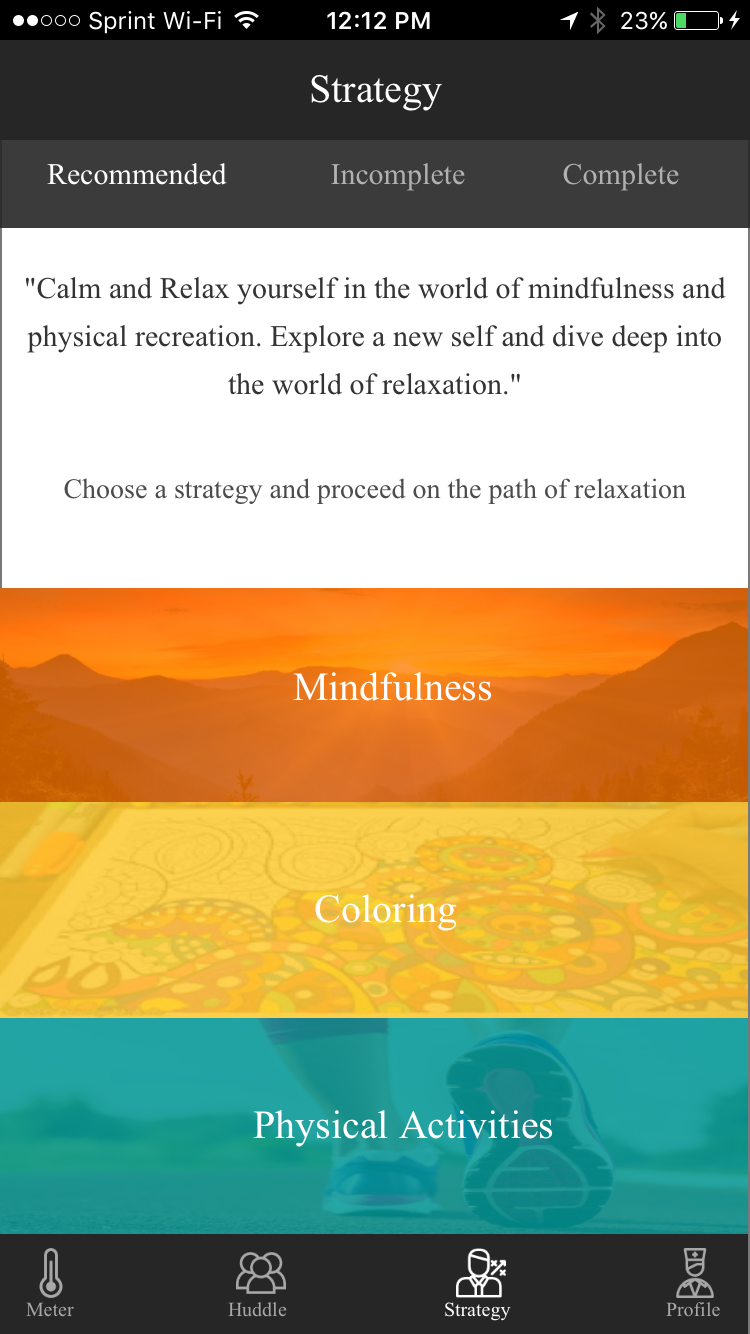 Sprint Wi-Fi 12:12 PM 23%
Strategy
Recommended Incomplete Complete
"Calm and Relax yourself in the world of mindfulness and
physical recreation. Explore a new self and dive deep into
the world of relaxation."
Choose a strategy and proceed on the path of relaxation
Mindfulness
Coloring
Physical Activities
Meter Huddle Strategy Profile